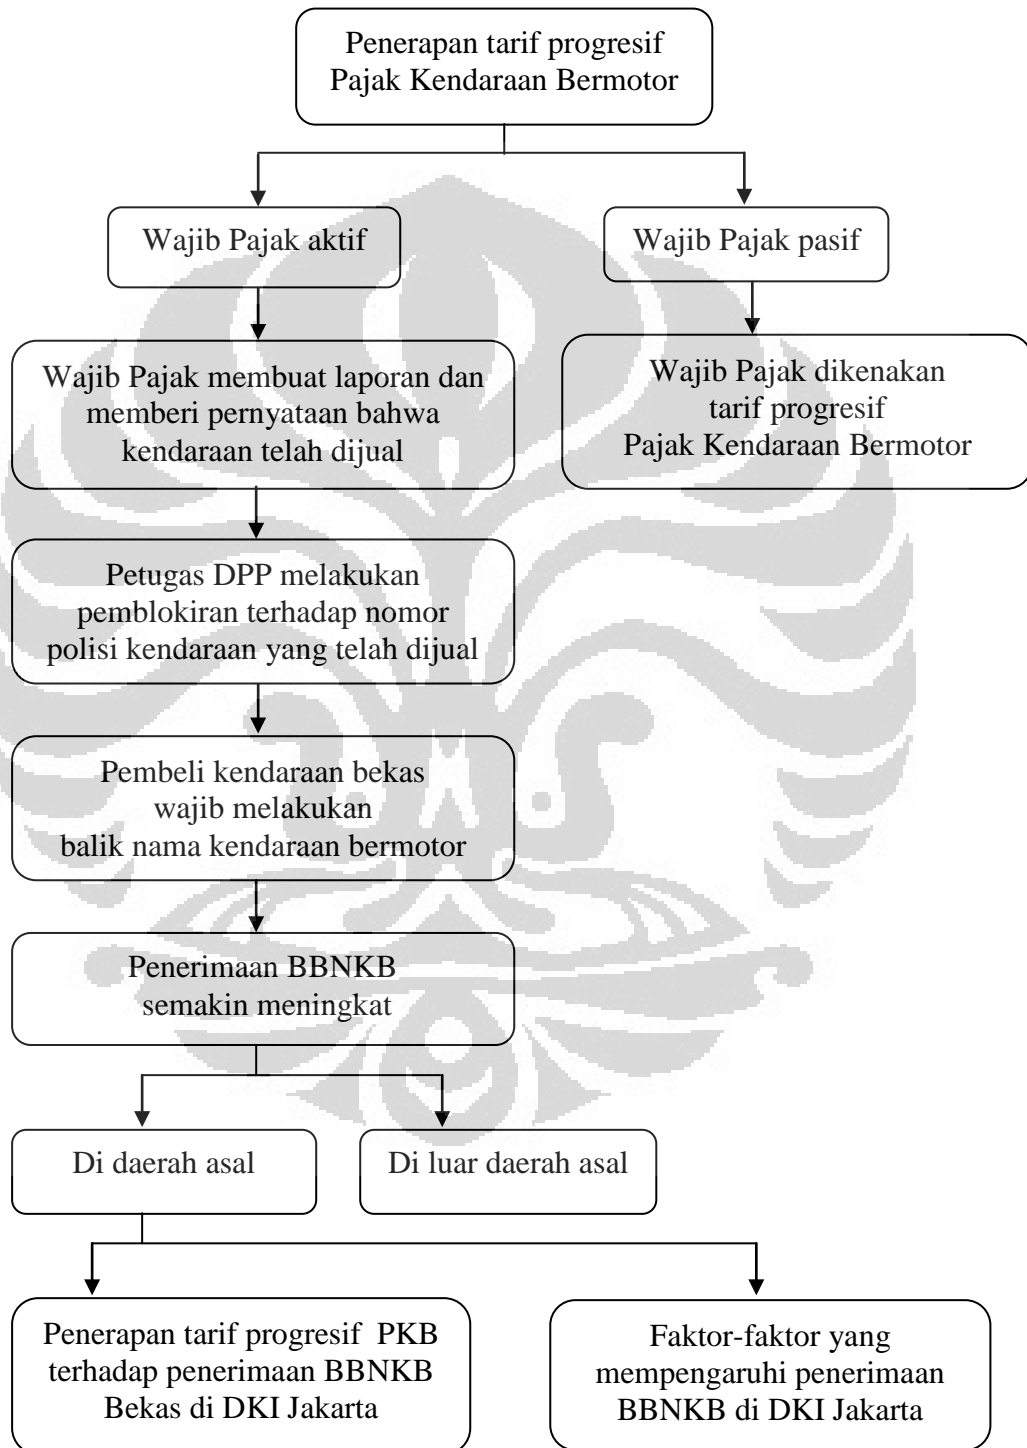 Penerapan tarif progresif
Pajak Kendaraan Bermotor
Wajib Pajak aktif
Wajib Pajak pasif
Wajib Pajak membuat laporan dan
memberi pernyataan bahwa
kendaraan telah dijual
Wajib Pajak dikenakan
tarif progresif
Pajak Kendaraan Bermotor
Petugas DPP melakukan
pemblokiran terhadap nomor
polisi kendaraan yang telah dijual
Pembeli kendaraan bekas
wajib melakukan
balik nama kendaraan bermotor
Penerimaan BBNKB
semakin meningkat
Di daerah asal
Di luar daerah asal
Penerapan tarif progresif PKB
terhadap penerimaan BBNKB
Bekas di DKI Jakarta
Faktor-faktor yang
mempengaruhi penerimaan
BBNKB di DKI Jakarta